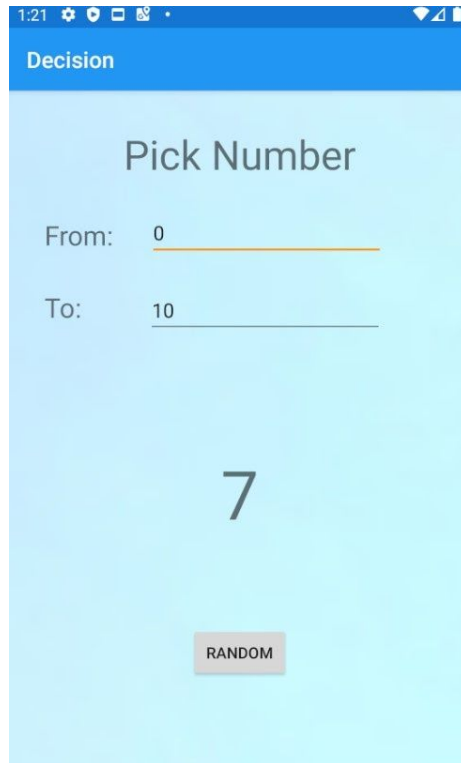 1:21
Decision
Pick Number
From: 0
To: 10
7
RANDOM